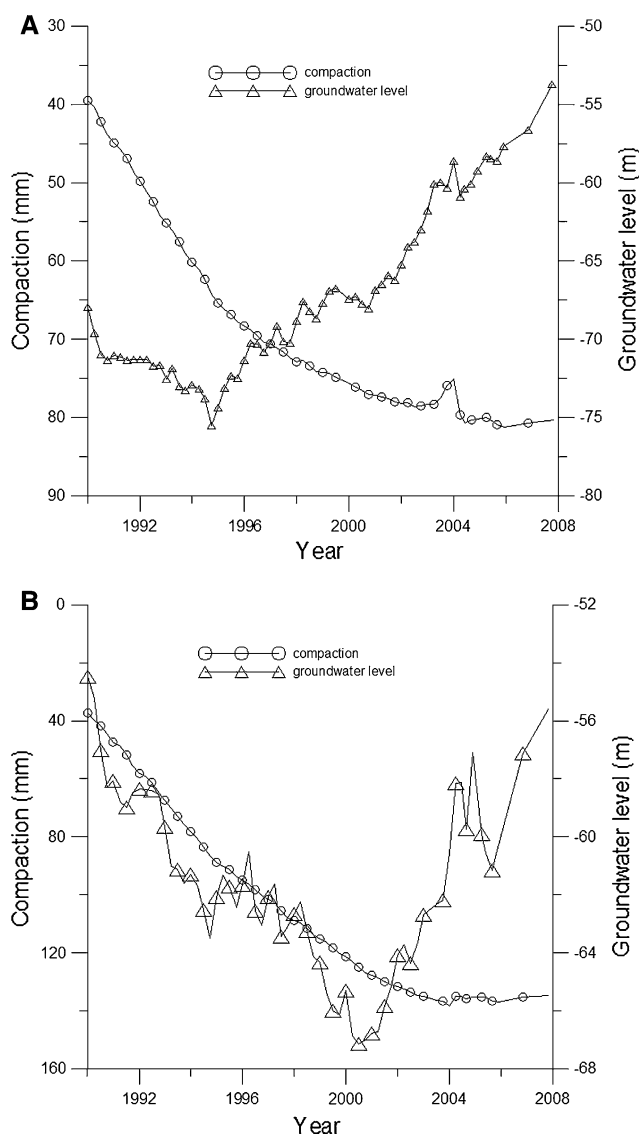 A
30
40
50
60
70
80
90
Compaction (mm)
compaction
groundwater level
-50
-55
-60
-65
-70
-75
-80
Groundwater level (m)
1992
1996
2000
2004
2008
Year
B
0
40
80
120
160
Compaction (mm)
compaction
groundwater level
-52
-56
-60
-64
-68
Groundwater level (m)
1992
1996
2000
2004
2008
Year